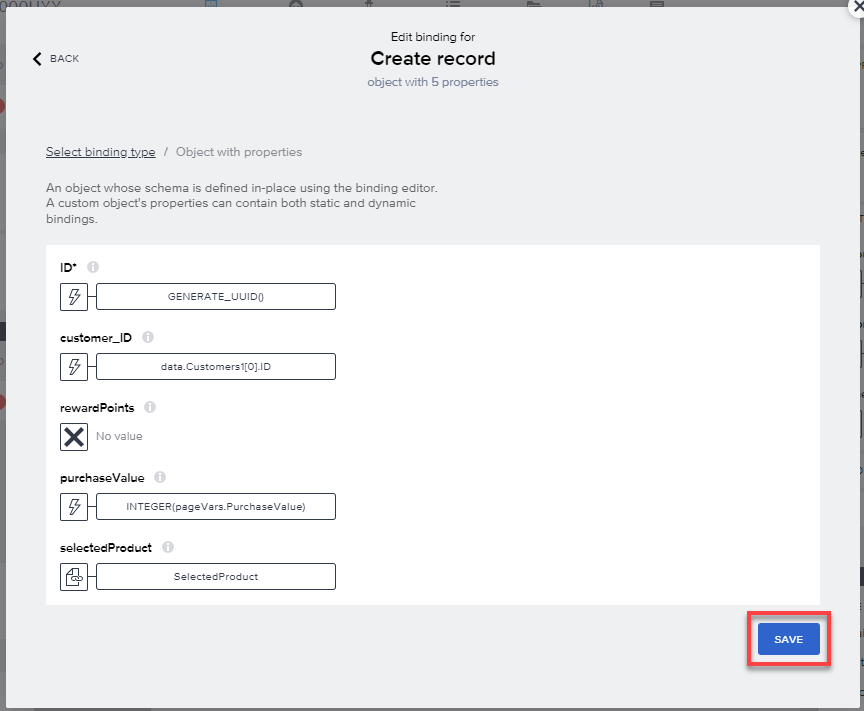 Edit binding for
BACK
Create record
object with 5 properties
Select binding type / Object with properties
An object whose schema is defined in-place using the binding editor.
A custom object's properties can contain both static and dynamic
bindings.
ID*
GENERATE_UUID()
customer_ID
data.Customers1[0].ID
rewardPoints
No value
purchaseValue
INTEGER(pageVars.PurchaseValue)
selectedProduct
SelectedProduct
SAVE